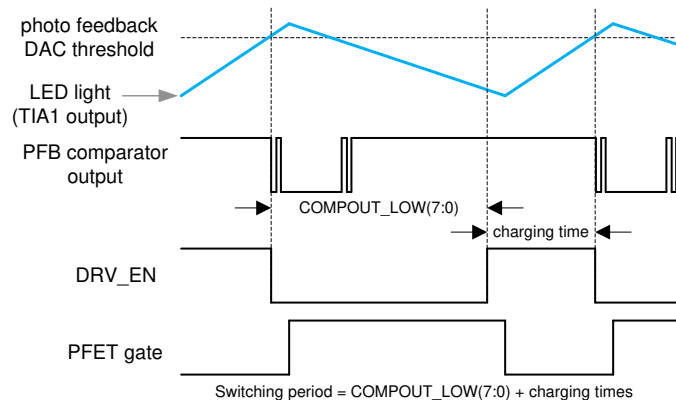 photo feedback
DAC threshold
LED light
(TIA1 output)
PFB comparator
output
COMPOUT_LOW(7:0)
charging time
DRV_EN
PFET gate
Switching period = COMPOUT_LOW(7:0) + charging times